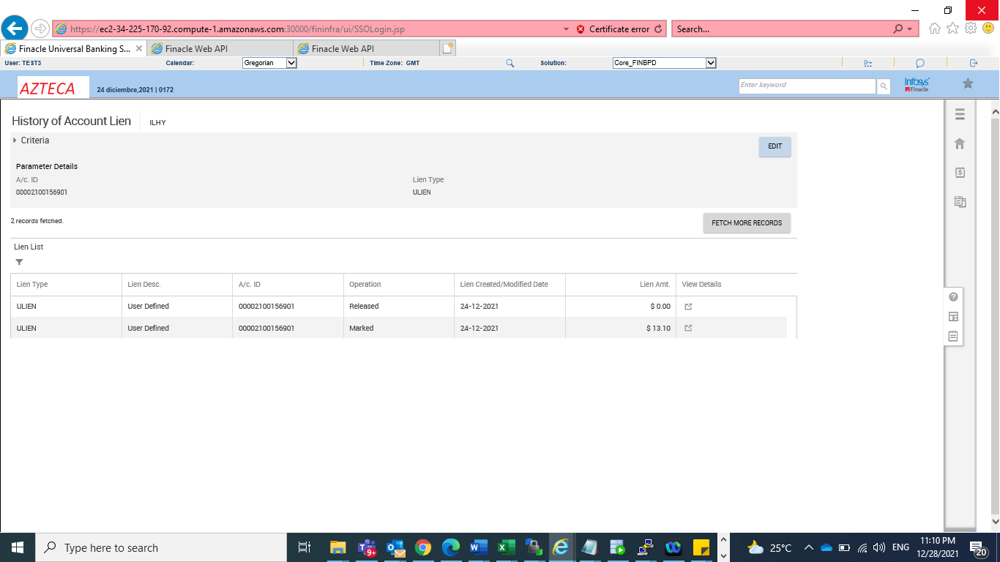 https://ec2-34-225-170-92.compute-1.amazonaws.com:30000/fininfra/ui/SSOLogin.jsp
Certificate error
Search...
Finacle Universal Banking S...
Finacle Web API
Finacle Web API
User: TEST3
Calendar:
Gregorian
Time Zone: GMT
Solution:
Core_FINBPD
AZTECA
24 diciembre,2021 | 0172
Enter keyword
Infosys
Finacle
History of Account Lien
ILHY
Criteria
EDIT
Parameter Details
A/c. ID
Lien Type
00002100156901
ULIEN
2 records fetched.
FETCH MORE RECORDS
Lien List
Lien Type Lien Desc. A/c. ID Operation Lien Created/Modified Date Lien Amt. View Details
ULIEN User Defined 00002100156901 Released 24-12-2021 $ 0.00
ULIEN User Defined 00002100156901 Marked 24-12-2021 $ 13.10
Type here to search
9+
25°C
ENG
11:10 PM
12/28/2021
20